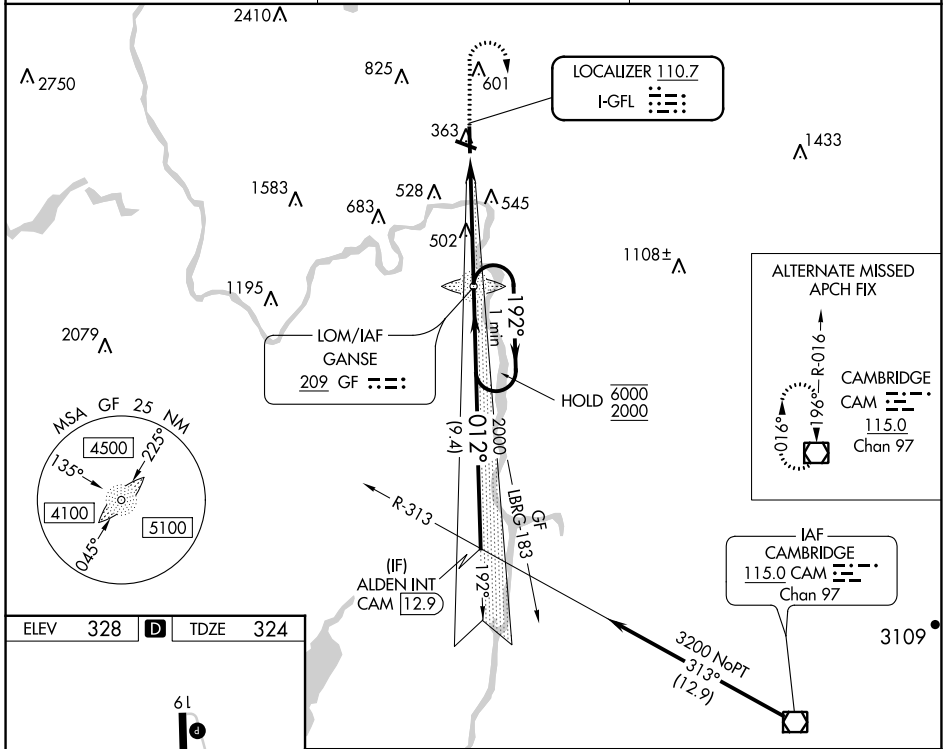 2410
2750
825
601
LOCALIZER 110.7
I-GFL
363
1433
1583
528
545
683
502
1108±
1195
2079
LOM/IAF
GANSE
209 GF
192°
1 min
HOLD 6000
2000
012°
(9.4)
2000
GF
LBRG-183
R-313
(IF)
ALDEN INT
CAM 12.9
192°
ALTERNATE MISSED
APCH FIX
R-016
196°
016°
CAMBRIDGE
CAM
115.0
Chan 97
MSA GF 25 NM
4500
225°
135°
4100
5100
045°
IAF
CAMBRIDGE
115.0 CAM
Chan 97
3200 NoPT
313°
(12.9)
3109
ELEV 328 D TDZE 324
19
P